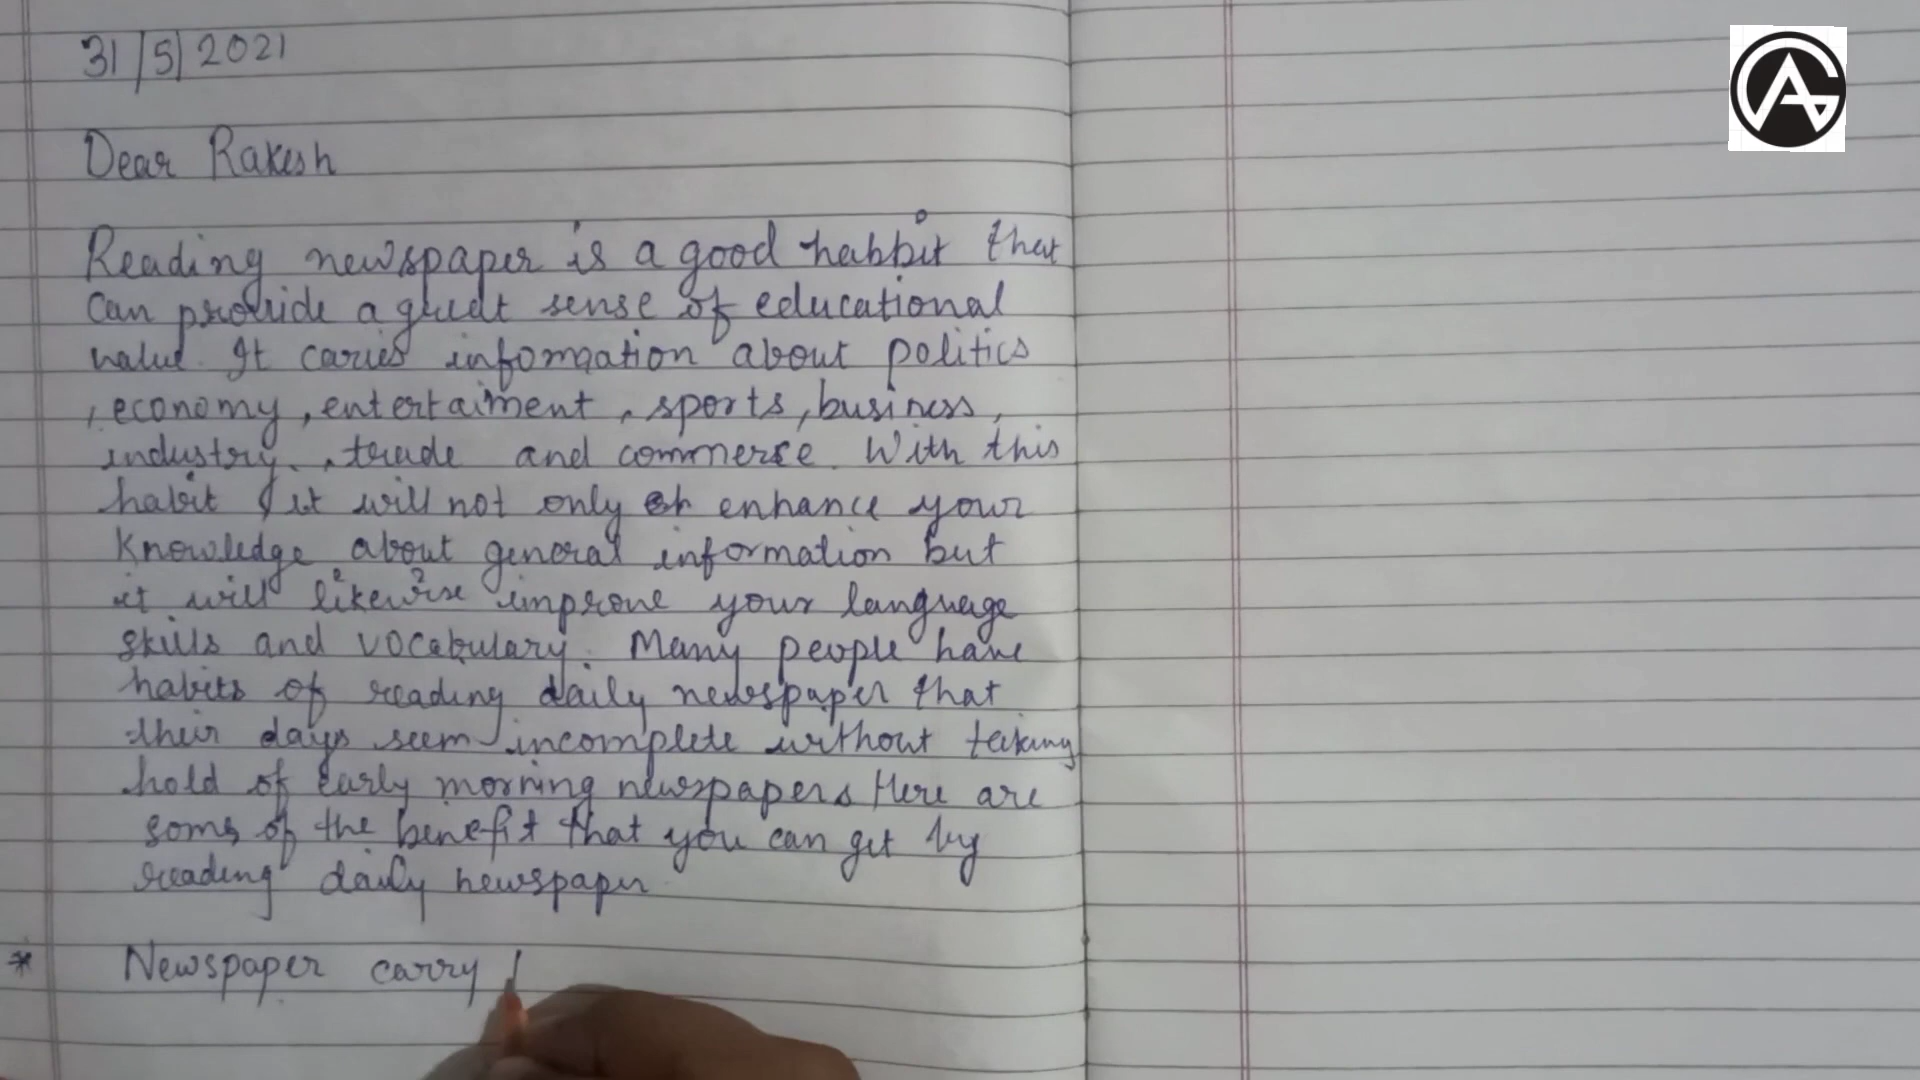 31/5/2021
Dear Rakesh
Reading newspaper is a good habbit that
can provide a great sense of educational
value. It caries infomation about politics
, economy, entertaiment, sports, business,
industry, trade and commerse. With this
habit it will not only enhance your
knowledge about general information but
it will likewise improve your language
skills and vocabulary. Many people have
habits of reading daily newspaper that
their days seem incomplete without taking
hold of early morning newspapers Here are
some of the benefit that you can get by
reading daily newspaper
* Newspaper carry